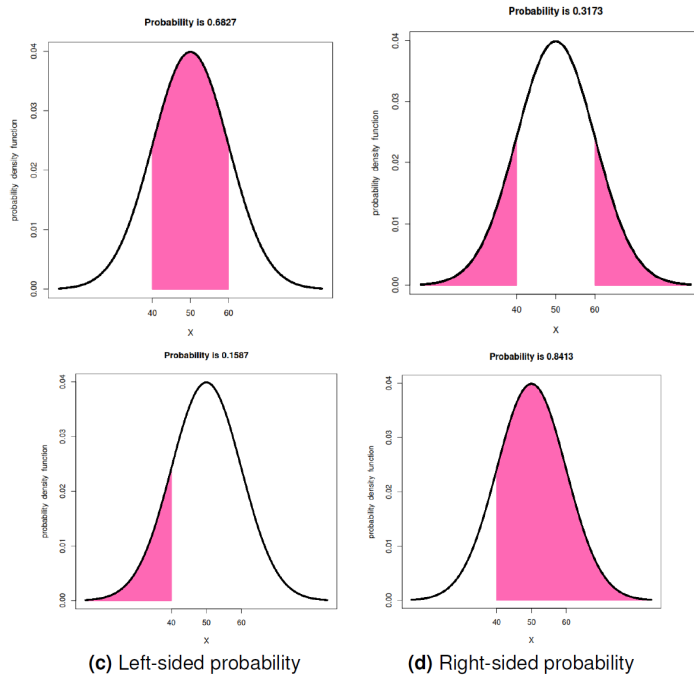 Probability is 0.6827
probability density function
0.00 0.01 0.02 0.03 0.04
40 50 60
X
Probability is 0.3173
probability density function
0.00 0.01 0.02 0.03 0.04
40 50 60
X
Probability is 0.1587
probability density function
0.00 0.01 0.02 0.03 0.04
40 50 60
X
(c) Left-sided probability
Probability is 0.8413
probability density function
0.00 0.01 0.02 0.03 0.04
40 50 60
X
(d) Right-sided probability